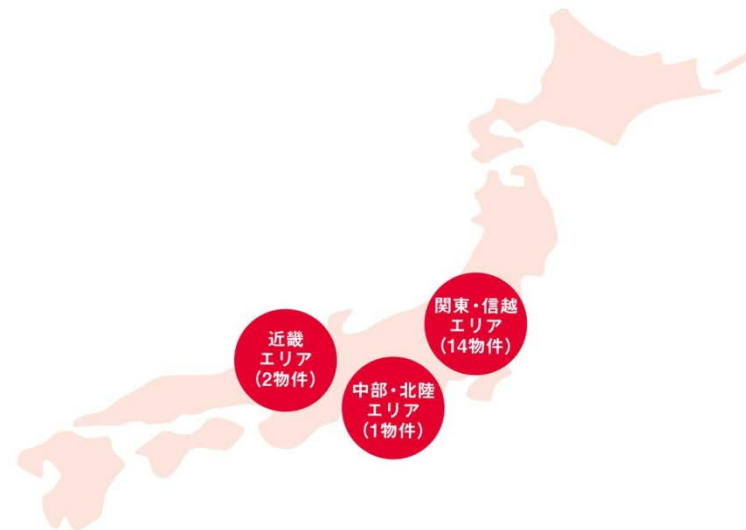 関東・信越
エリア
(14物件)
近畿
エリア
(2物件)
中部・北陸
エリア
(1物件)